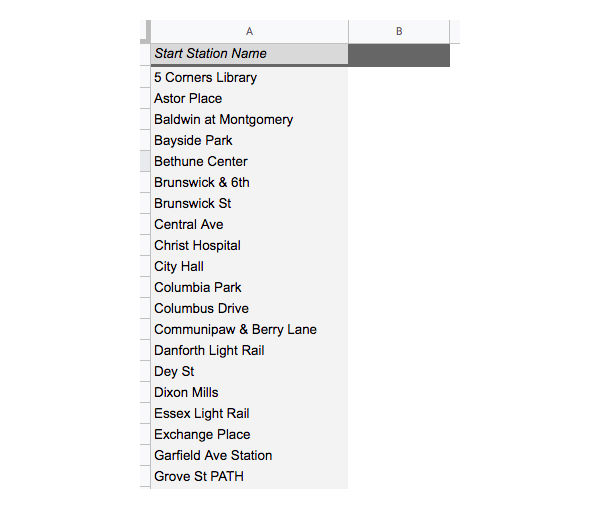 A B
Start Station Name
5 Corners Library
Astor Place
Baldwin at Montgomery
Bayside Park
Bethune Center
Brunswick & 6th
Brunswick St
Central Ave
Christ Hospital
City Hall
Columbia Park
Columbus Drive
Communipaw & Berry Lane
Danforth Light Rail
Dey St
Dixon Mills
Essex Light Rail
Exchange Place
Garfield Ave Station
Grove St PATH